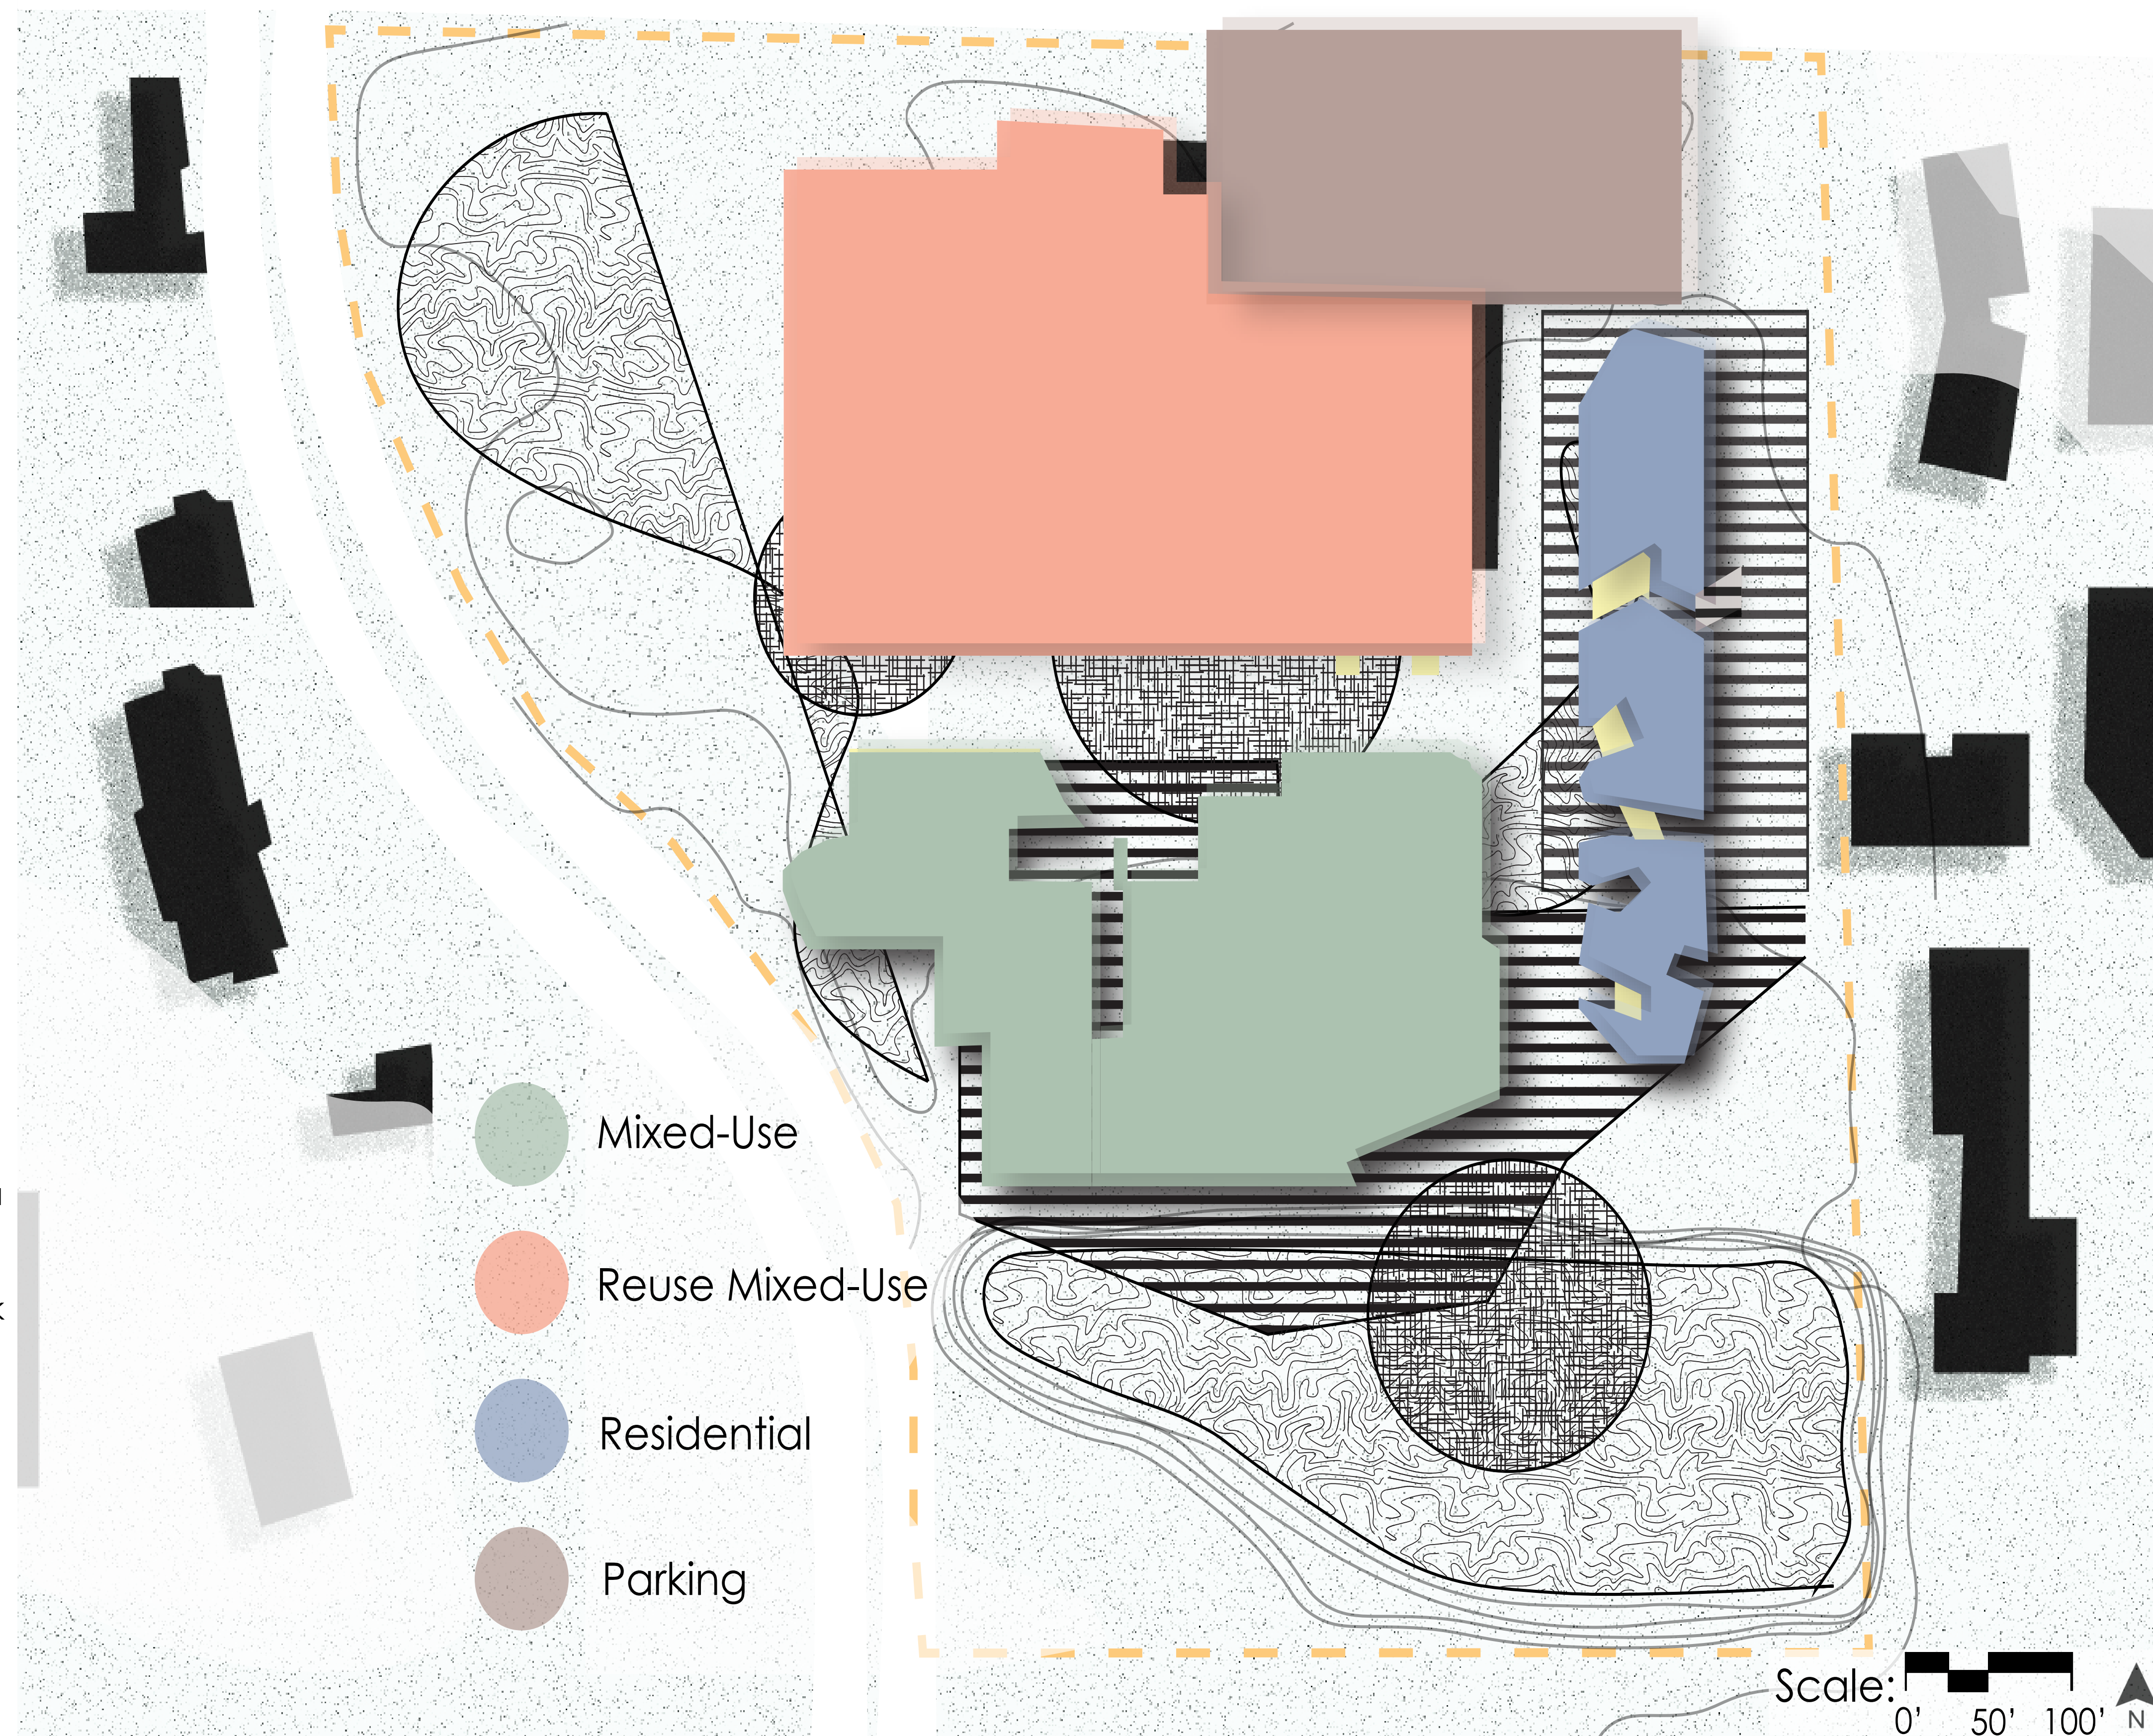 Mixed-Use
Reuse Mixed-Use
Residential
Parking
Scale:
0' 50' 100'
N